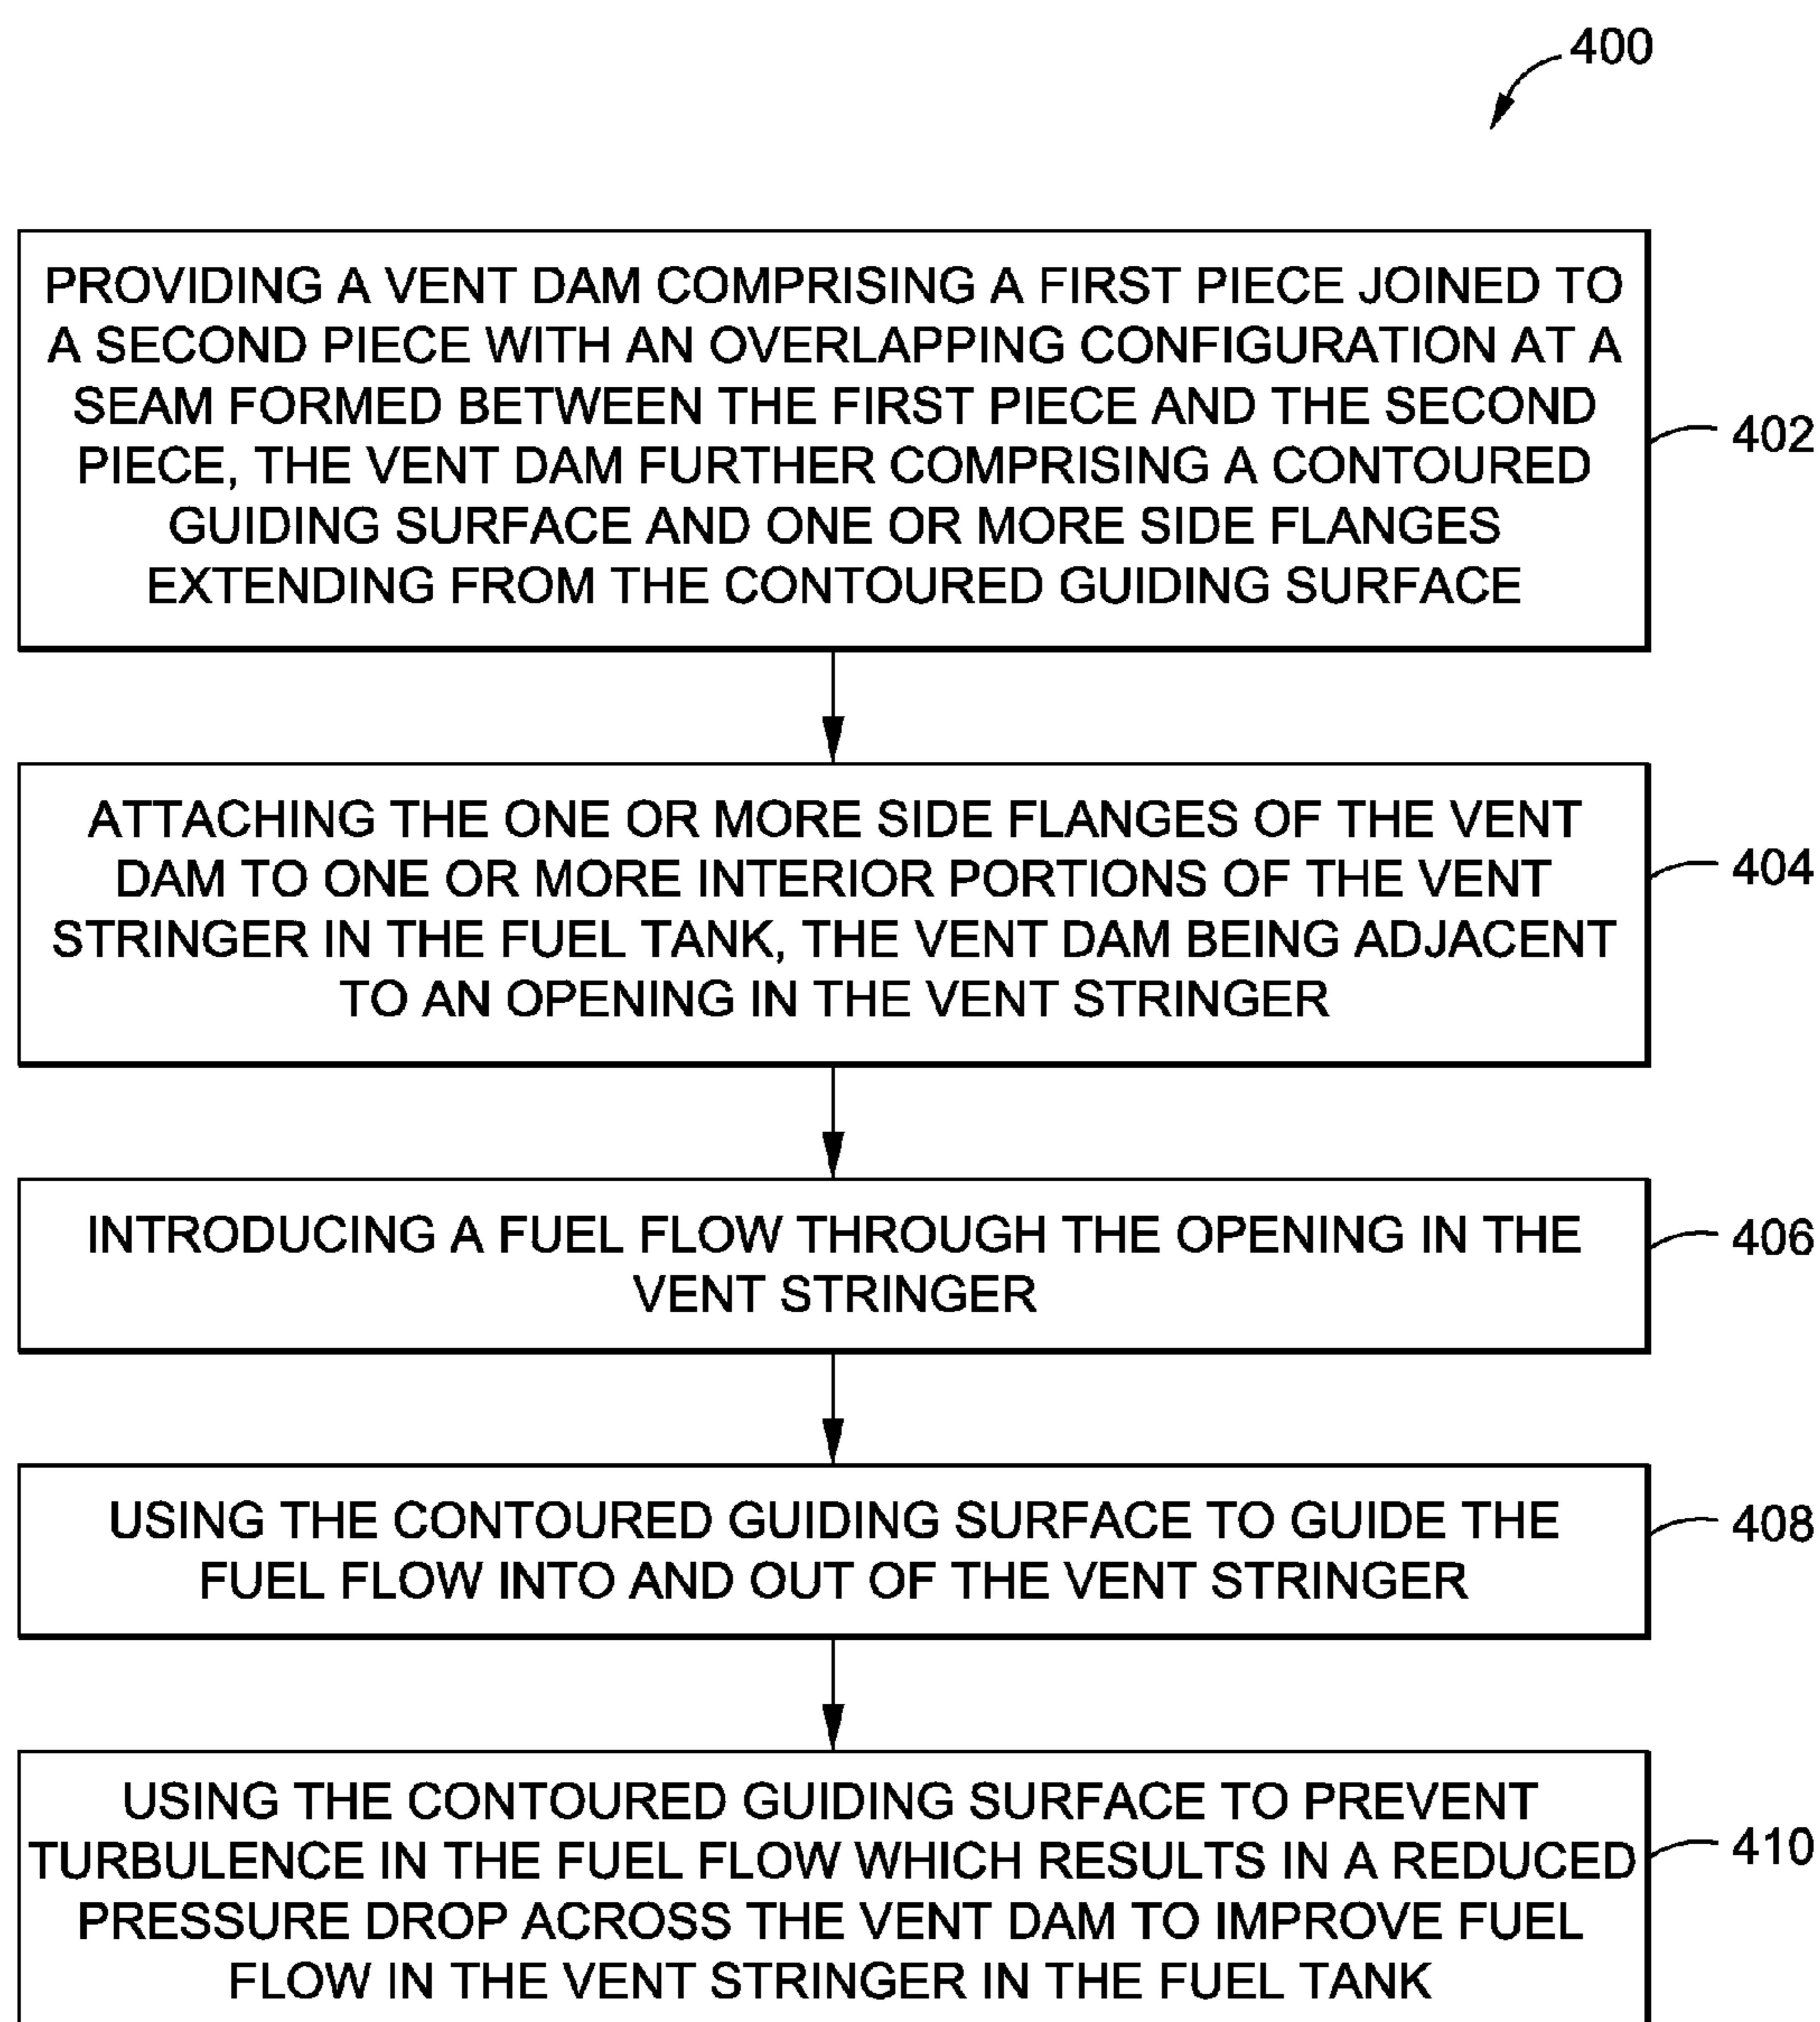 400
PROVIDING A VENT DAM COMPRISING A FIRST PIECE JOINED TO
A SECOND PIECE WITH AN OVERLAPPING CONFIGURATION AT A
SEAM FORMED BETWEEN THE FIRST PIECE AND THE SECOND
PIECE, THE VENT DAM FURTHER COMPRISING A CONTOURED
GUIDING SURFACE AND ONE OR MORE SIDE FLANGES
EXTENDING FROM THE CONTOURED GUIDING SURFACE
402
ATTACHING THE ONE OR MORE SIDE FLANGES OF THE VENT
DAM TO ONE OR MORE INTERIOR PORTIONS OF THE VENT
STRINGER IN THE FUEL TANK, THE VENT DAM BEING ADJACENT
TO AN OPENING IN THE VENT STRINGER
404
INTRODUCING A FUEL FLOW THROUGH THE OPENING IN THE
VENT STRINGER
406
USING THE CONTOURED GUIDING SURFACE TO GUIDE THE
FUEL FLOW INTO AND OUT OF THE VENT STRINGER
408
USING THE CONTOURED GUIDING SURFACE TO PREVENT
TURBULENCE IN THE FUEL FLOW WHICH RESULTS IN A REDUCED
PRESSURE DROP ACROSS THE VENT DAM TO IMPROVE FUEL
FLOW IN THE VENT STRINGER IN THE FUEL TANK
410